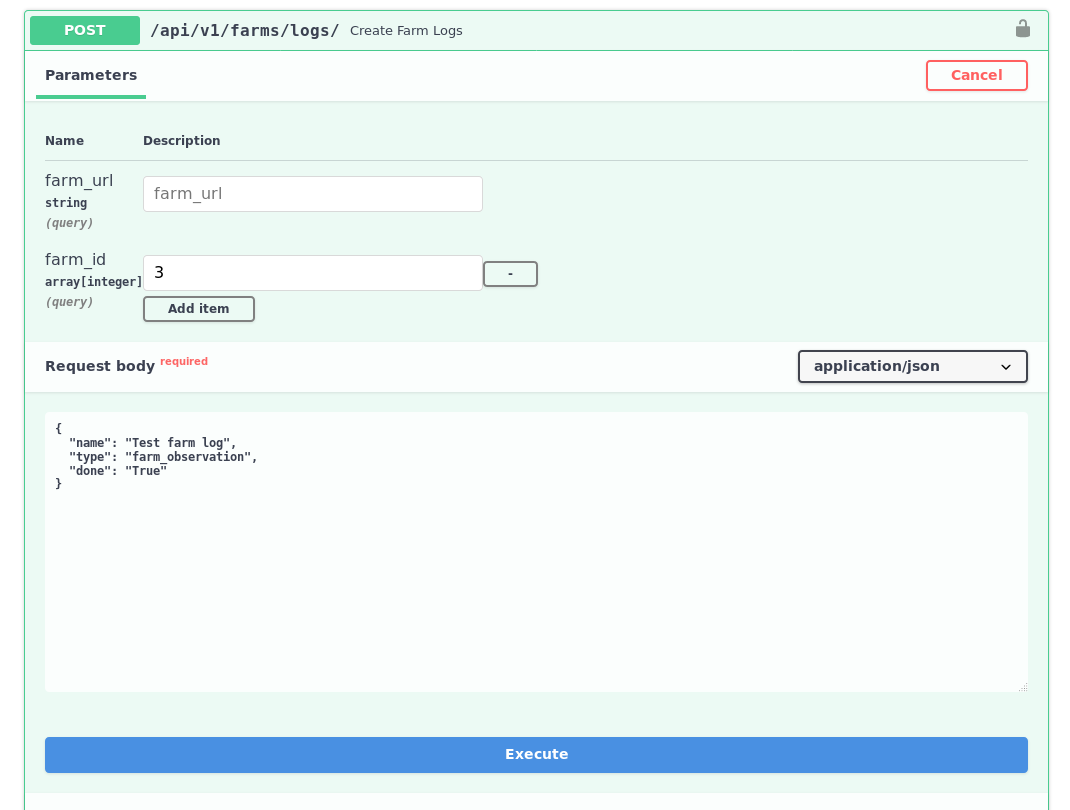 POST /api/v1/farms/logs/ Create Farm Logs
Parameters
Cancel
Name Description
farm_url
string
(query)
farm_url
farm_id
array[integer]
(query)
3
-
Add item
Request body required
application/json
{
  "name": "Test farm log",
  "type": "farm_observation",
  "done": "True"
}
Execute